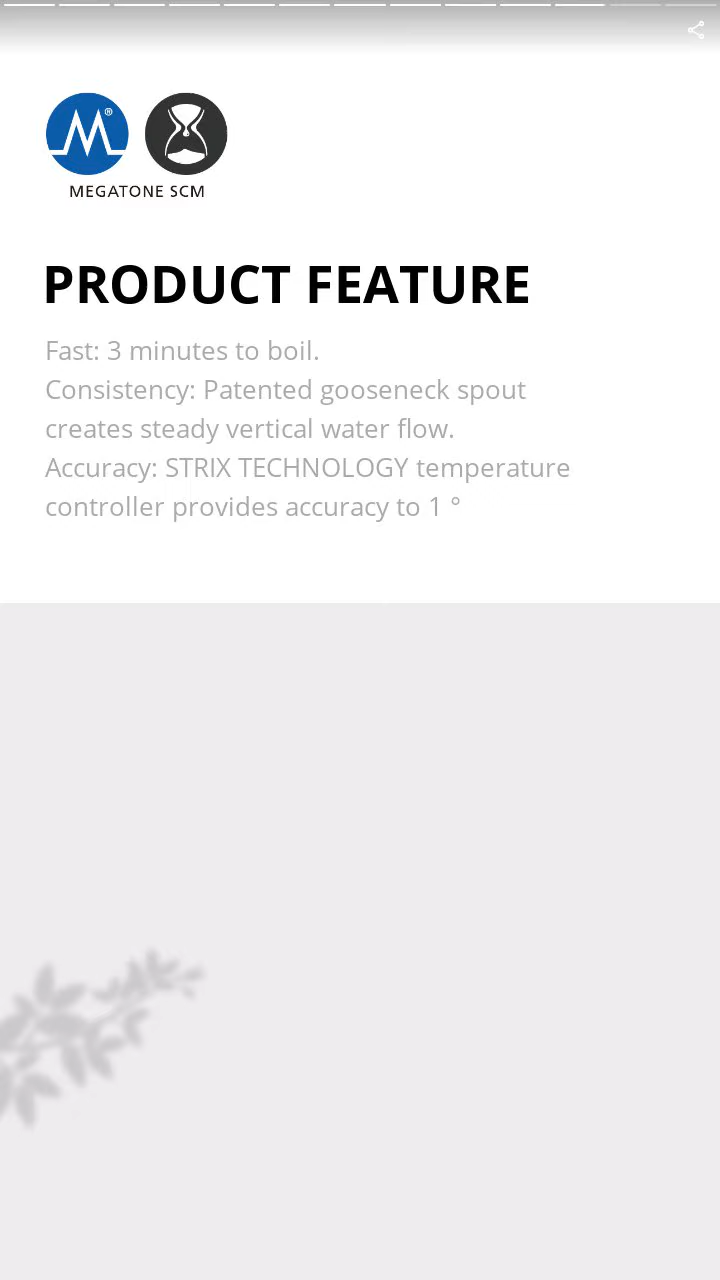 M®
MEGATONE SCM
PRODUCT FEATURE
Fast: 3 minutes to boil.
Consistency: Patented gooseneck spout
creates steady vertical water flow.
Accuracy: STRIX TECHNOLOGY temperature
controller provides accuracy to 1 °